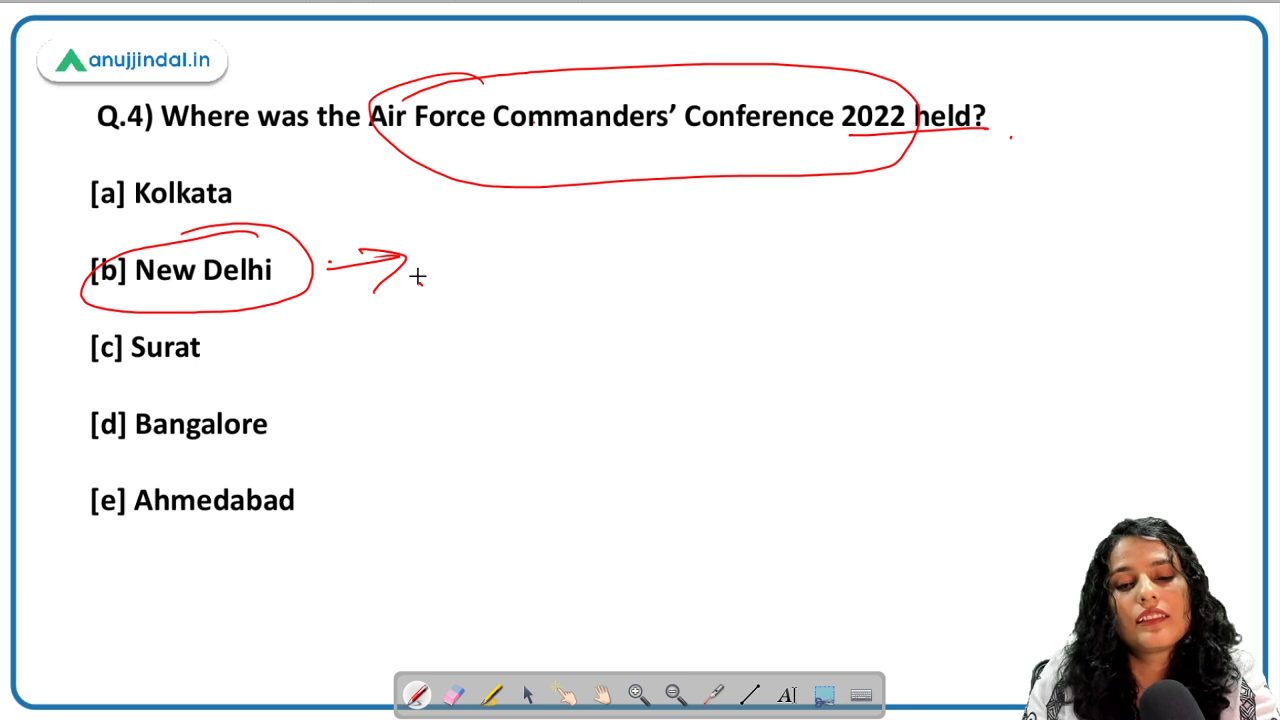 anujjindal.in
Q.4) Where was the Air Force Commanders’ Conference 2022 held?
[a] Kolkata
[b] New Delhi
[c] Surat
[d] Bangalore
[e] Ahmedabad
A